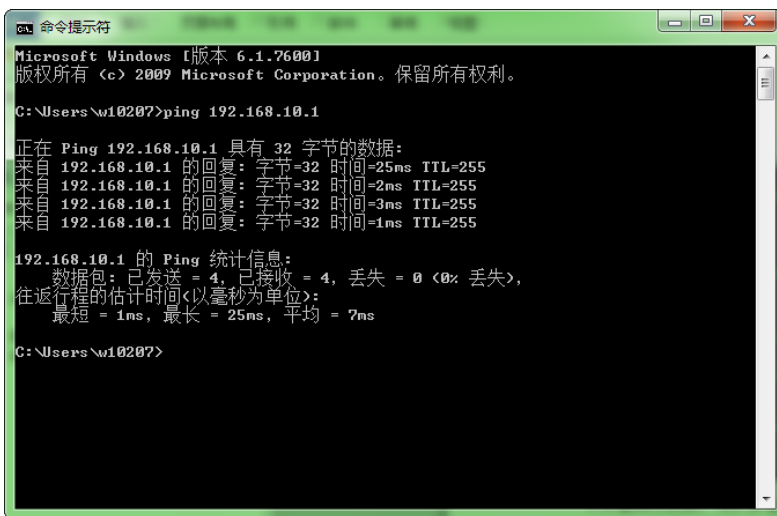 命令提示符
Microsoft Windows [版本 6.1.7600]
版权所有 (c) 2009 Microsoft Corporation。保留所有权利。
C:\Users\w10207>ping 192.168.10.1
正在 Ping 192.168.10.1 具有 32 字节的数据:
来自 192.168.10.1 的回复: 字节=32 时间=25ms TTL=255
来自 192.168.10.1 的回复: 字节=32 时间=2ms TTL=255
来自 192.168.10.1 的回复: 字节=32 时间=3ms TTL=255
来自 192.168.10.1 的回复: 字节=32 时间=1ms TTL=255
192.168.10.1 的 Ping 统计信息:
数据包: 已发送 = 4, 已接收 = 4, 丢失 = 0 (0% 丢失),
往返行程的估计时间(以毫秒为单位):
最短 = 1ms, 最长 = 25ms, 平均 = 7ms
C:\Users\w10207>